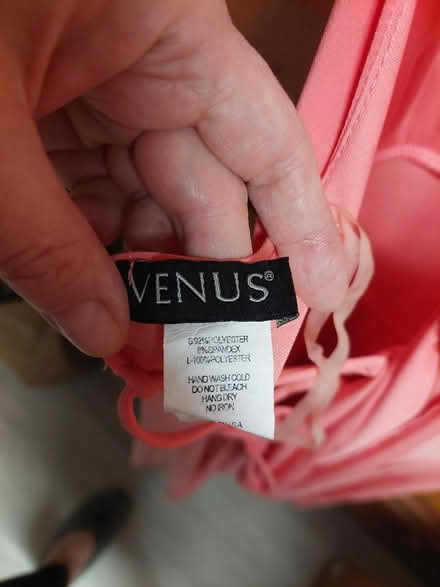 VENUS®
S:92%POLYESTER
8%SPANDEX
L-100%POLYESTER
HAND WASH COLD
DO NOT BLEACH
HANG DRY
NO IRON